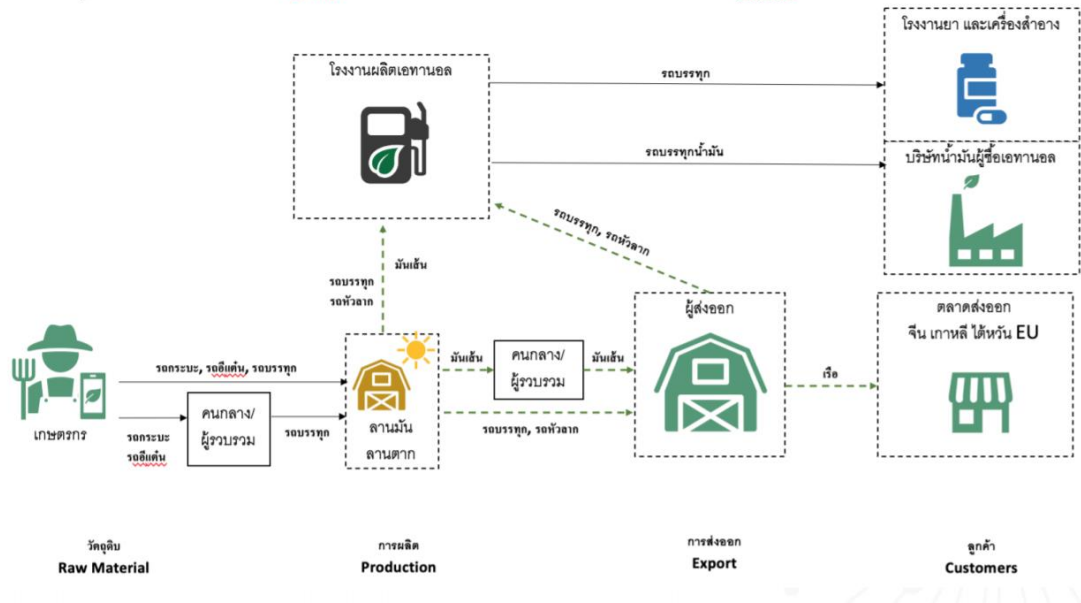 โรงงานยา และเครื่องสำอาง
โรงงานผลิตเอทานอล
รถบรรทุก
รถบรรทุกน้ำมัน
บริษัทน้ำมันผู้ซื้อเอทานอล
รถบรรทุก, รถหัวลาก
มันเส้น
รถบรรทุก
รถหัวลาก
ผู้ส่งออก
ตลาดส่งออก
จีน เกาหลี ไต้หวัน EU
รถกระบะ, รถอีแต๋น, รถบรรทุก
มันเส้น
คนกลาง/
ผู้รวบรวม
มันเส้น
เรือ
เกษตรกร
คนกลาง/
ผู้รวบรวม
รถกระบะ
รถอีแต๋น
รถบรรทุก
ลานมัน
ลานตาก
รถบรรทุก, รถหัวลาก
วัตถุดิบ
Raw Material
การผลิต
Production
การส่งออก
Export
ลูกค้า
Customers